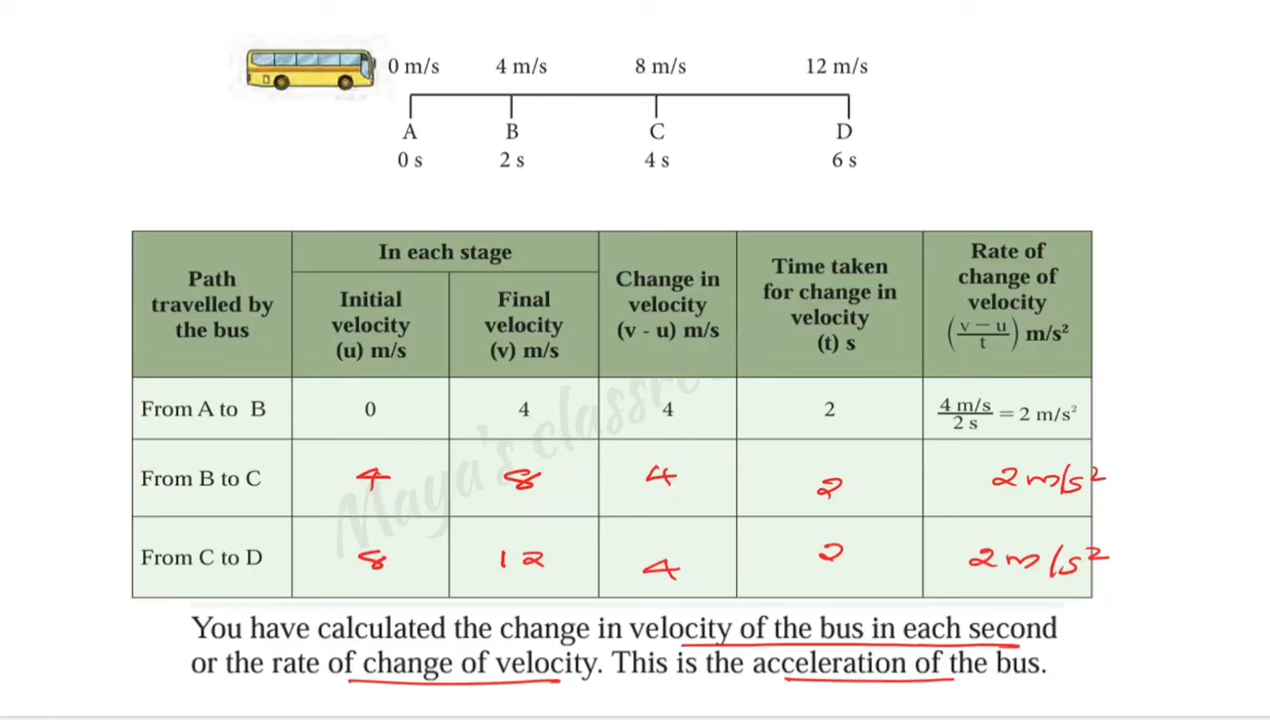 0 m/s 4 m/s 8 m/s 12 m/s
A B C D
0 s 2 s 4 s 6 s
Path
travelled by
the bus
In each stage
Initial
velocity
(u) m/s
Final
velocity
(v) m/s
Change in
velocity
(v - u) m/s
Time taken
for change in
velocity
(t) s
Rate of
change of
velocity
(v − u / t) m/s²
From A to B 0 4 4 2 4 m/s / 2 s = 2 m/s²
From B to C 4 8 4 2 2 m/s²
From C to D 8 12 4 2 2 m/s²
Maya's classroom
You have calculated the change in velocity of the bus in each second
or the rate of change of velocity. This is the acceleration of the bus.